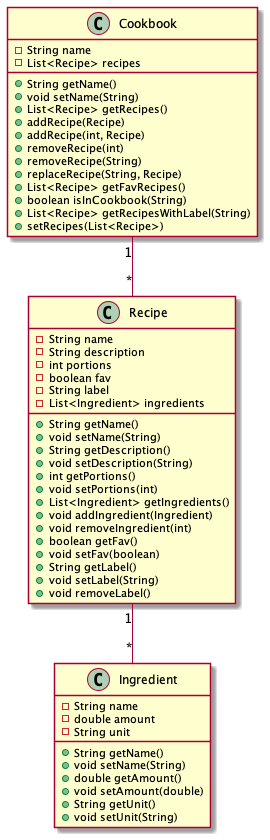 C Cookbook
String name
List<Recipe> recipes
String getName()
void setName(String)
List<Recipe> getRecipes()
addRecipe(Recipe)
addRecipe(int, Recipe)
removeRecipe(int)
removeRecipe(String)
replaceRecipe(String, Recipe)
List<Recipe> getFavRecipes()
boolean isInCookbook(String)
List<Recipe> getRecipesWithLabel(String)
setRecipes(List<Recipe>)
1
*
C Recipe
String name
String description
int portions
boolean fav
String label
List<Ingredient> ingredients
String getName()
void setName(String)
String getDescription()
void setDescription(String)
int getPortions()
void setPortions(int)
List<Ingredient> getIngredients()
void addIngredient(Ingredient)
void removeIngredient(int)
boolean getFav()
void setFav(boolean)
String getLabel()
void setLabel(String)
void removeLabel()
1
*
C Ingredient
String name
double amount
String unit
String getName()
void setName(String)
double getAmount()
void setAmount(double)
String getUnit()
void setUnit(String)